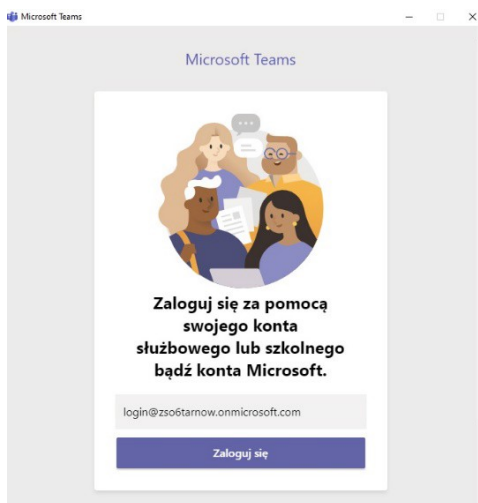 Microsoft Teams
Microsoft Teams
Zaloguj się za pomocą
swojego konta
służbowego lub szkolnego
bądź konta Microsoft.
login@zso6tarnow.onmicrosoft.com
Zaloguj się